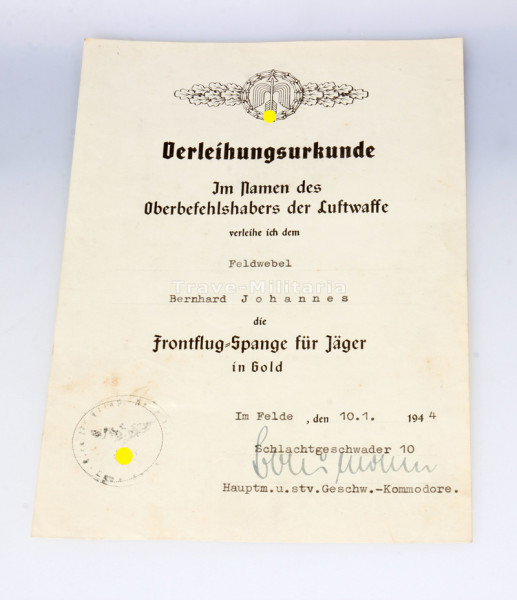 Verleihungsurkunde
Im Namen des
Oberbefehlshabers der Luftwaffe
verleihe ich dem
Feldwebel
Trave-Militaria
Bernhard Johannes
die
Frontflug-Spange für Jäger
in Gold
Im Felde , den 10.1. 1944
Schlachtgeschwader 10
Hauptm.u.stv.Geschw.-Kommodore.